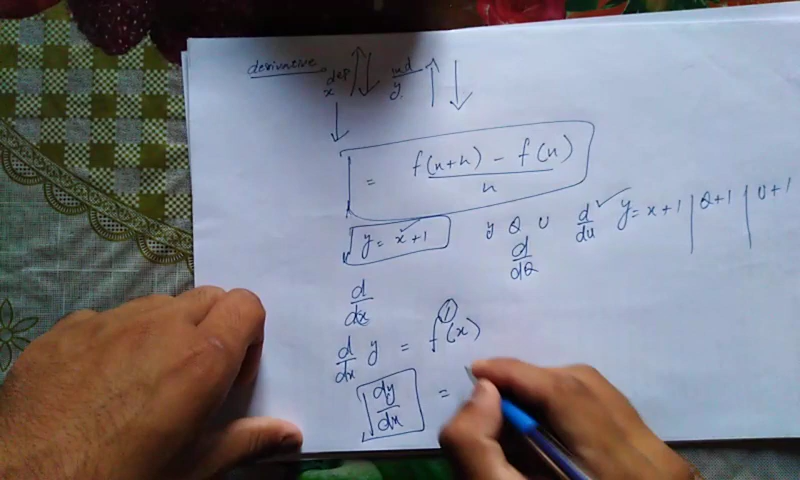 derivative
x dep ↑↓ ind y ↑↓
↓
= f(x+h) - f(x) / h
y = x+1
y Q U d/du ✓ y = x+1 | Q+1 | U+1
d/dQ
d/dx
d/dx y = f'(x)
dy/dx =